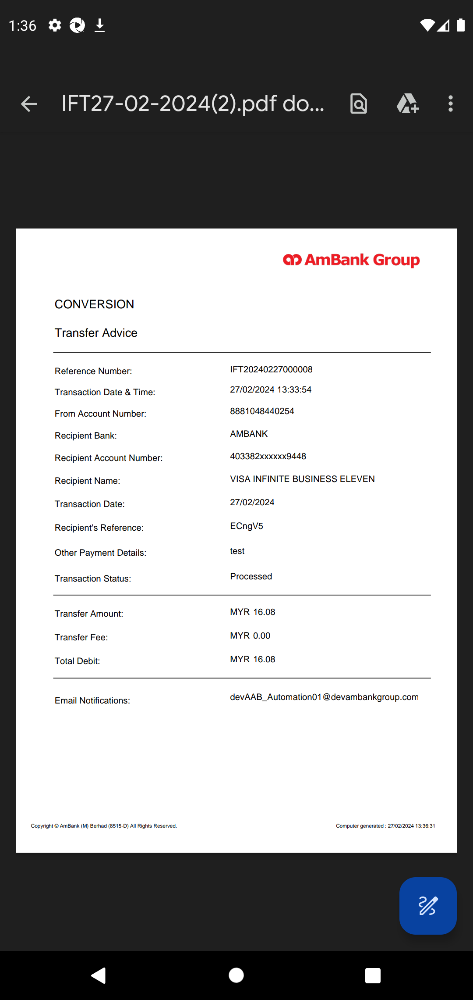 1:36
IFT27-02-2024(2).pdf do...
AmBank Group
CONVERSION
Transfer Advice
Reference Number: IFT20240227000008
Transaction Date & Time: 27/02/2024 13:33:54
From Account Number: 8881048440254
Recipient Bank: AMBANK
Recipient Account Number: 403382xxxxxx9448
Recipient Name: VISA INFINITE BUSINESS ELEVEN
Transaction Date: 27/02/2024
Recipient's Reference: ECngV5
Other Payment Details: test
Transaction Status: Processed
Transfer Amount: MYR 16.08
Transfer Fee: MYR 0.00
Total Debit: MYR 16.08
Email Notifications: devAAB_Automation01@devambankgroup.com
Copyright © AmBank (M) Berhad (8515-D) All Rights Reserved. Computer generated : 27/02/2024 13:36:31